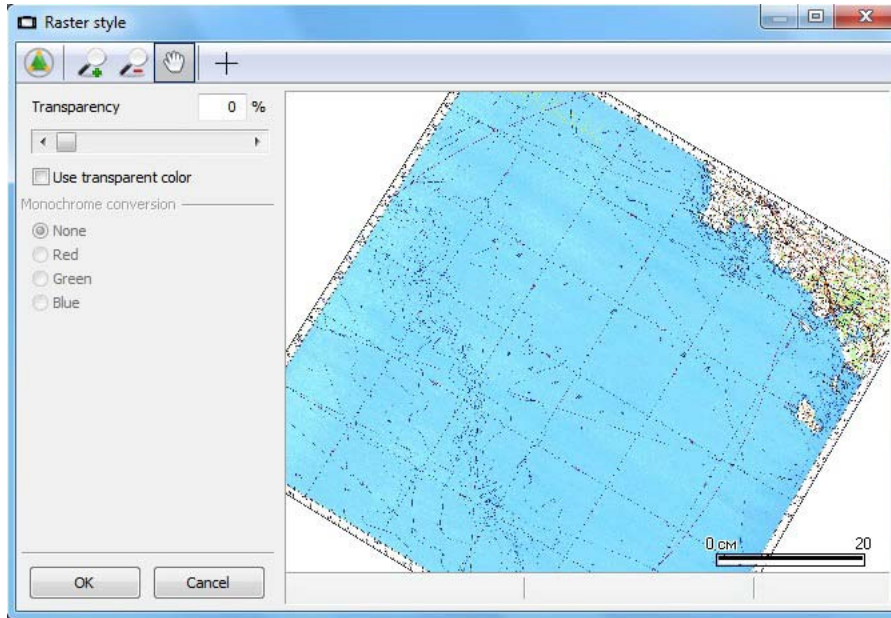 Raster style
Transparency 0 %
Use transparent color
Monochrome conversion
None
Red
Green
Blue
OK Cancel
0 см 20